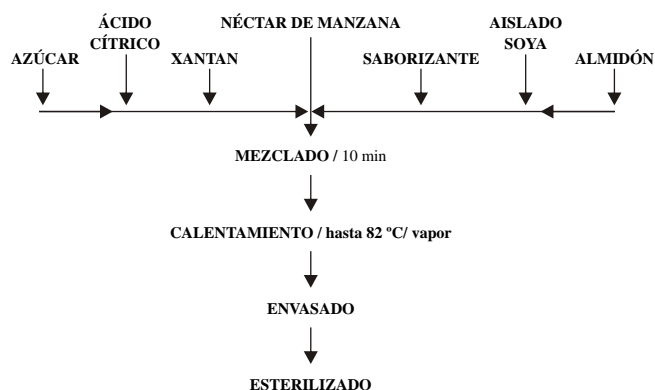 ÁCIDO
CÍTRICO
NÉCTAR DE MANZANA
AISLADO
SOYA
AZÚCAR
XANTAN
SABORIZANTE
ALMIDÓN
MEZCLADO / 10 min
CALENTAMIENTO / hasta 82 ºC/ vapor
ENVASADO
ESTERILIZADO